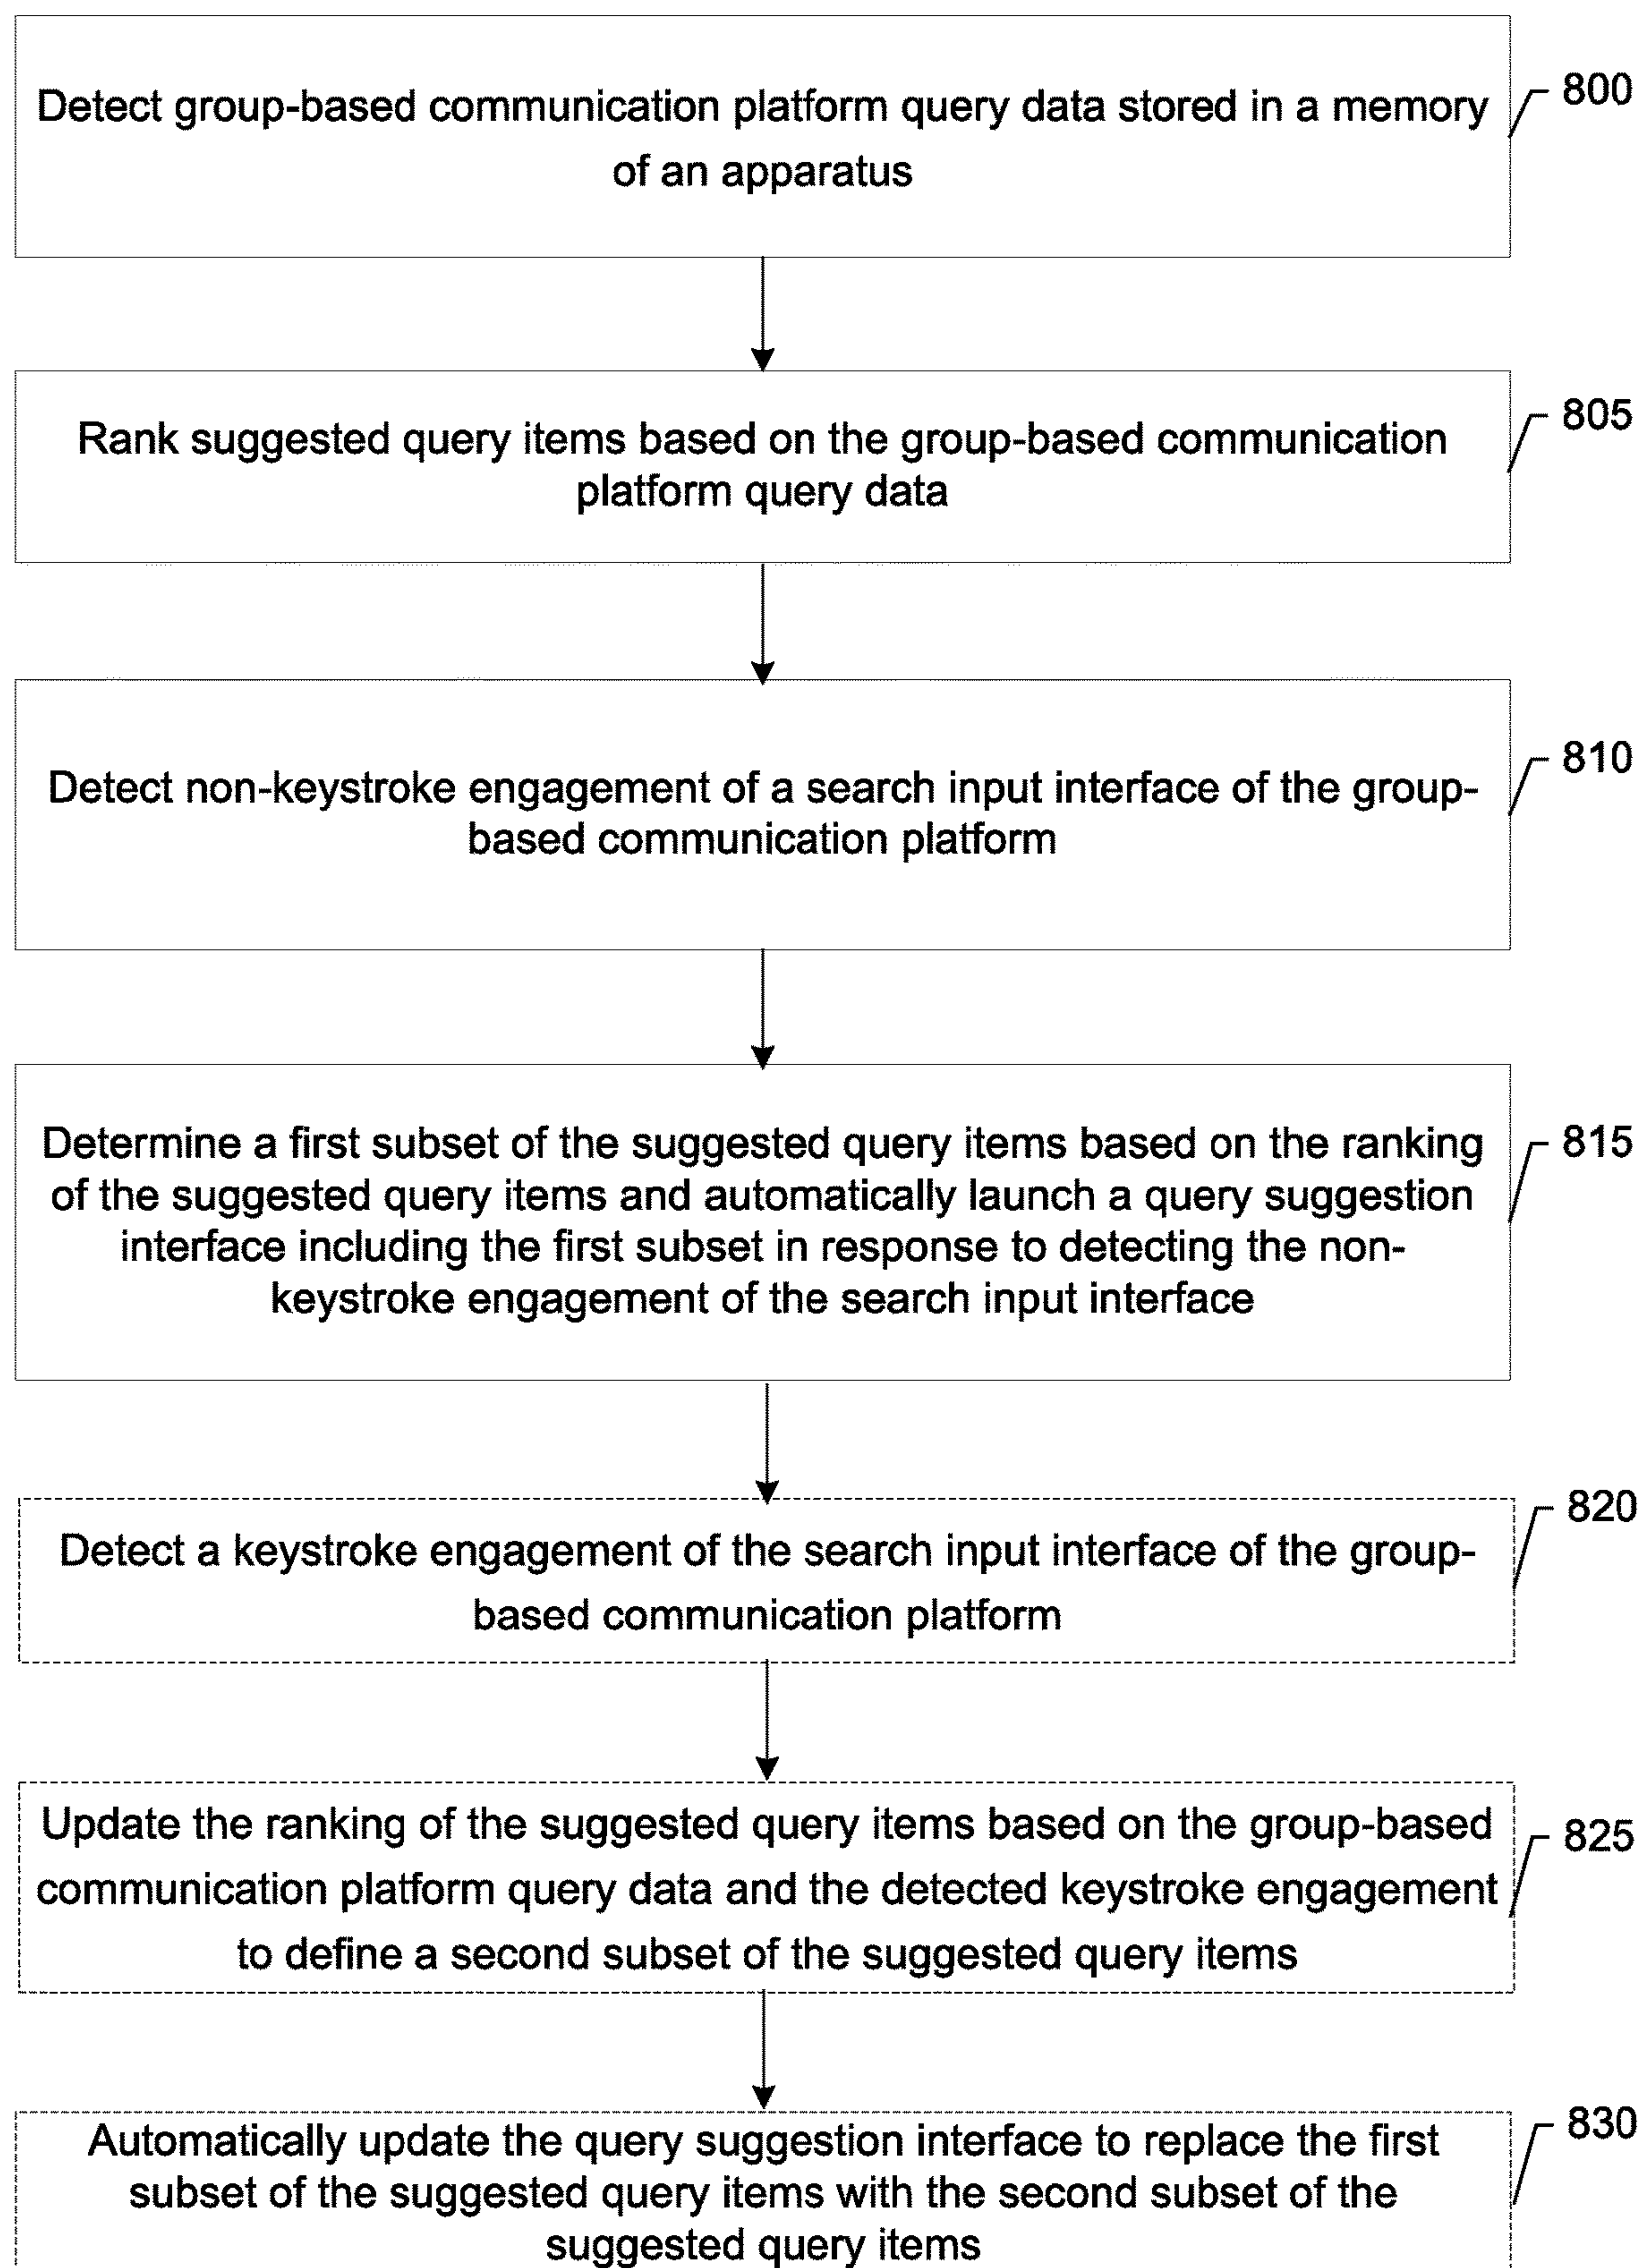 Detect group-based communication platform query data stored in a memory
of an apparatus
800
Rank suggested query items based on the group-based communication
platform query data
805
Detect non-keystroke engagement of a search input interface of the group-
based communication platform
810
Determine a first subset of the suggested query items based on the ranking
of the suggested query items and automatically launch a query suggestion
interface including the first subset in response to detecting the non-
keystroke engagement of the search input interface
815
Detect a keystroke engagement of the search input interface of the group-
based communication platform
820
Update the ranking of the suggested query items based on the group-based
communication platform query data and the detected keystroke engagement
to define a second subset of the suggested query items
825
Automatically update the query suggestion interface to replace the first
subset of the suggested query items with the second subset of the
suggested query items
830